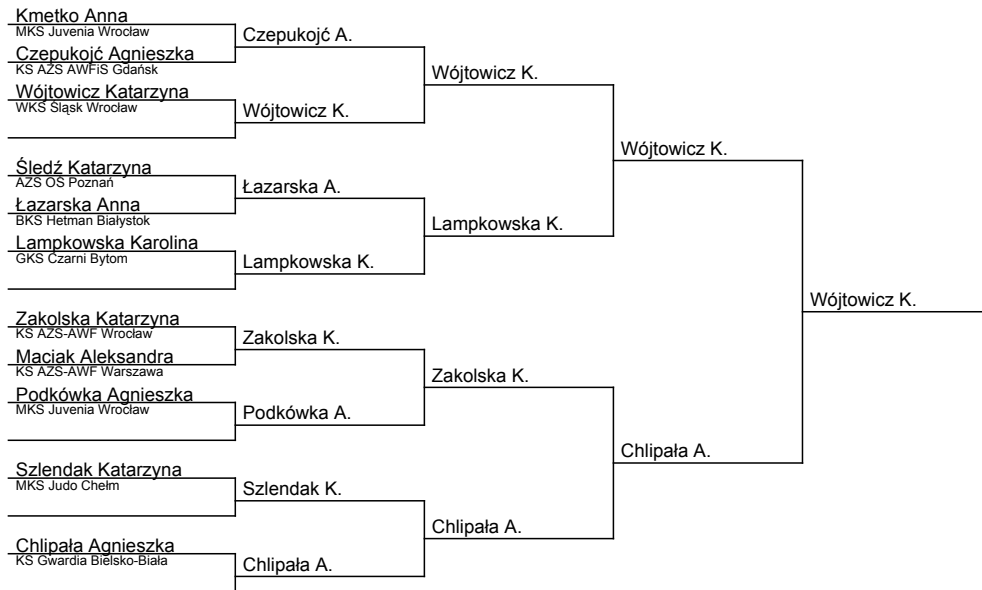 Kmetko Anna
MKS Juvenia Wrocław
Czepukojć Agnieszka
KS AZS AWFiS Gdańsk
Wójtowicz Katarzyna
WKS Śląsk Wrocław
Śledź Katarzyna
AZS OŚ Poznań
Łazarska Anna
BKS Hetman Białystok
Lampkowska Karolina
GKS Czarni Bytom
Zakolska Katarzyna
KS AZS-AWF Wrocław
Maciak Aleksandra
KS AZS-AWF Warszawa
Podkówka Agnieszka
MKS Juvenia Wrocław
Szlendak Katarzyna
MKS Judo Chełm
Chlipała Agnieszka
KS Gwardia Bielsko-Biała
Czepukojć A.
Wójtowicz K.
Łazarska A.
Lampkowska K.
Zakolska K.
Podkówka A.
Szlendak K.
Chlipała A.
Wójtowicz K.
Lampkowska K.
Zakolska K.
Chlipała A.
Wójtowicz K.
Chlipała A.
Wójtowicz K.